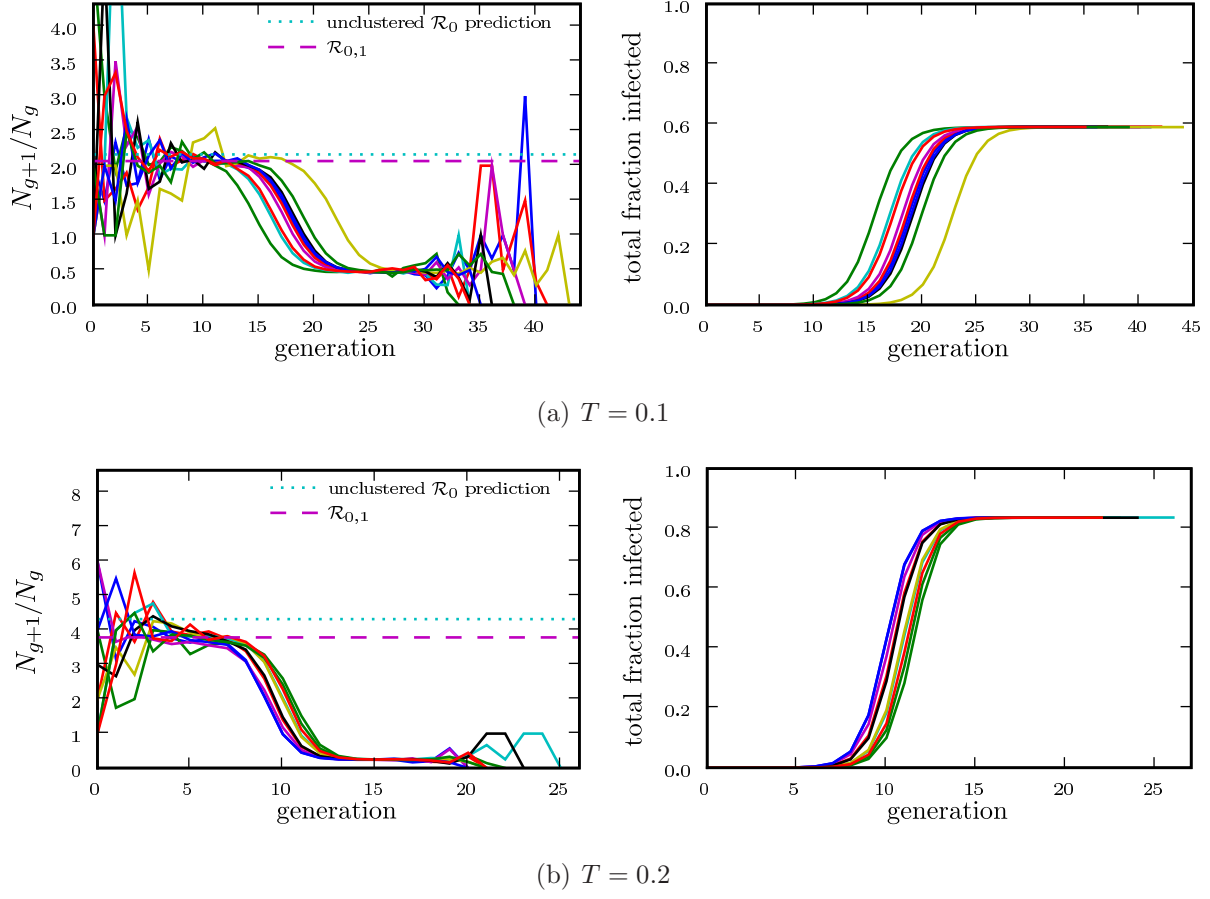 unclustered R₀ prediction
R₀,₁
N_{g+1}/N_g
4.0
3.5
3.0
2.5
2.0
1.5
1.0
0.5
0.0
0 5 10 15 20 25 30 35 40
generation
total fraction infected
1.0
0.8
0.6
0.4
0.2
0.0
0 5 10 15 20 25 30 35 40 45
generation
(a) T = 0.1
unclustered R₀ prediction
R₀,₁
N_{g+1}/N_g
8
7
6
5
4
3
2
1
0
0 5 10 15 20 25
generation
total fraction infected
1.0
0.8
0.6
0.4
0.2
0.0
0 5 10 15 20 25
generation
(b) T = 0.2